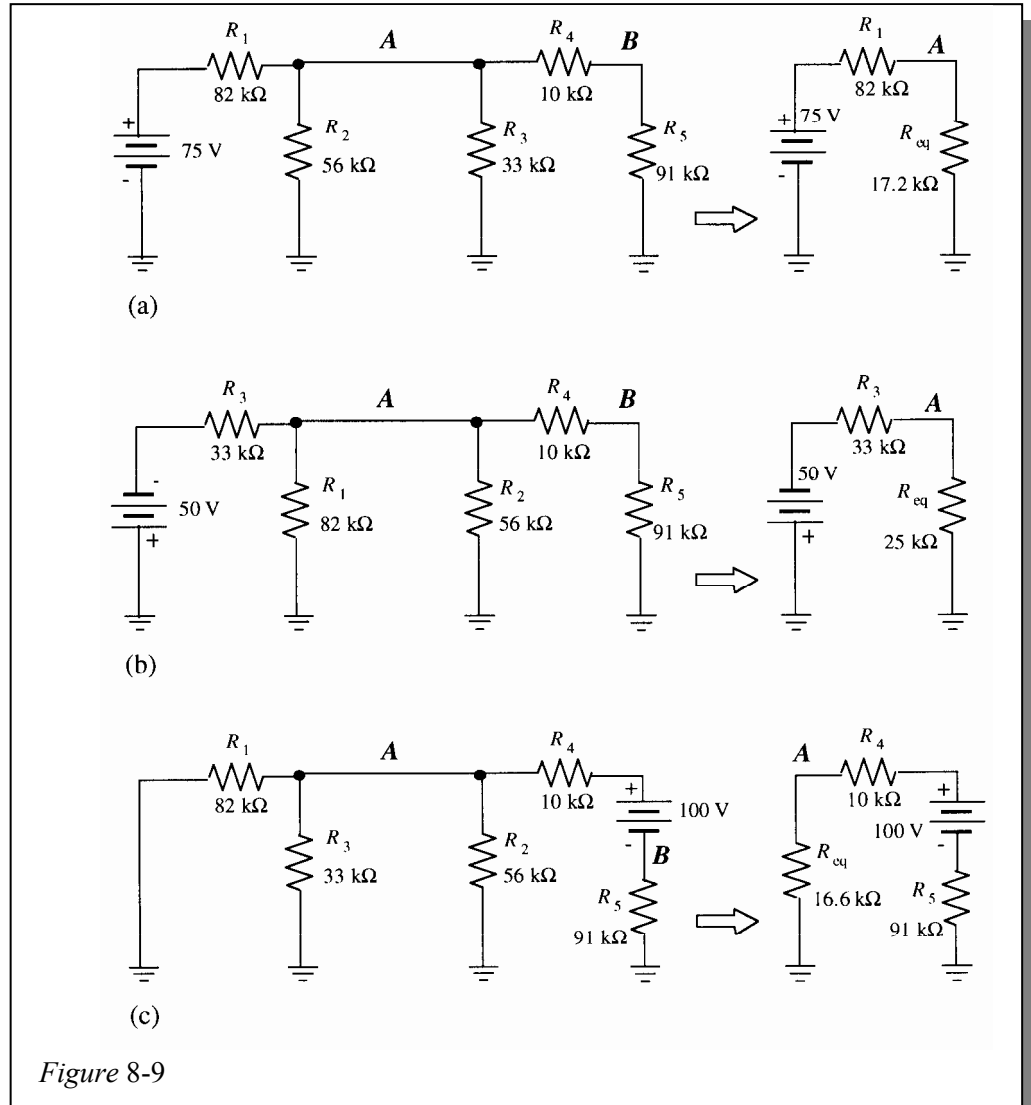 R1 A R4 B R1 A
82 kΩ 10 kΩ 82 kΩ
+ 75 V R2 56 kΩ R3 33 kΩ R5 91 kΩ + 75 V Req 17.2 kΩ
- -
(a)
R3 A R4 B R3 A
33 kΩ 10 kΩ 33 kΩ
- 50 V + R1 82 kΩ R2 56 kΩ R5 91 kΩ 50 V + Req 25 kΩ
(b)
R1 A R4 A R4
82 kΩ 10 kΩ 10 kΩ
+ 100 V - B + 100 V -
R3 33 kΩ R2 56 kΩ R5 91 kΩ Req 16.6 kΩ R5 91 kΩ
(c)
Figure 8-9